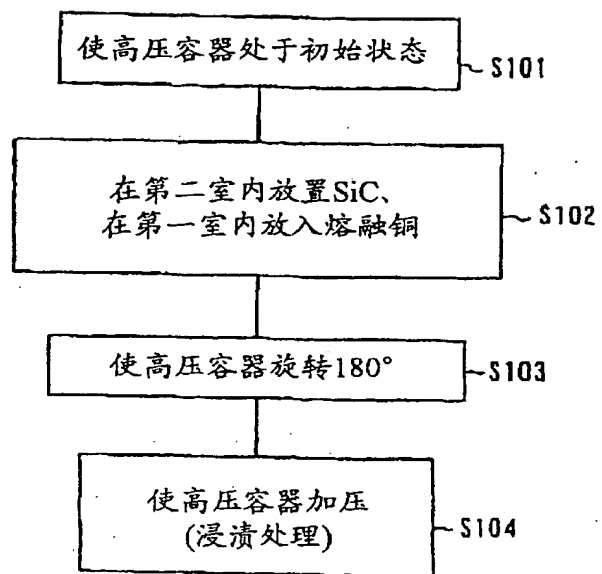 使高压容器处于初始状态
S101
在第二室内放置SiC、
在第一室内放入熔融铜
S102
使高压容器旋转180°
S103
使高压容器加压
(浸渍处理)
S104